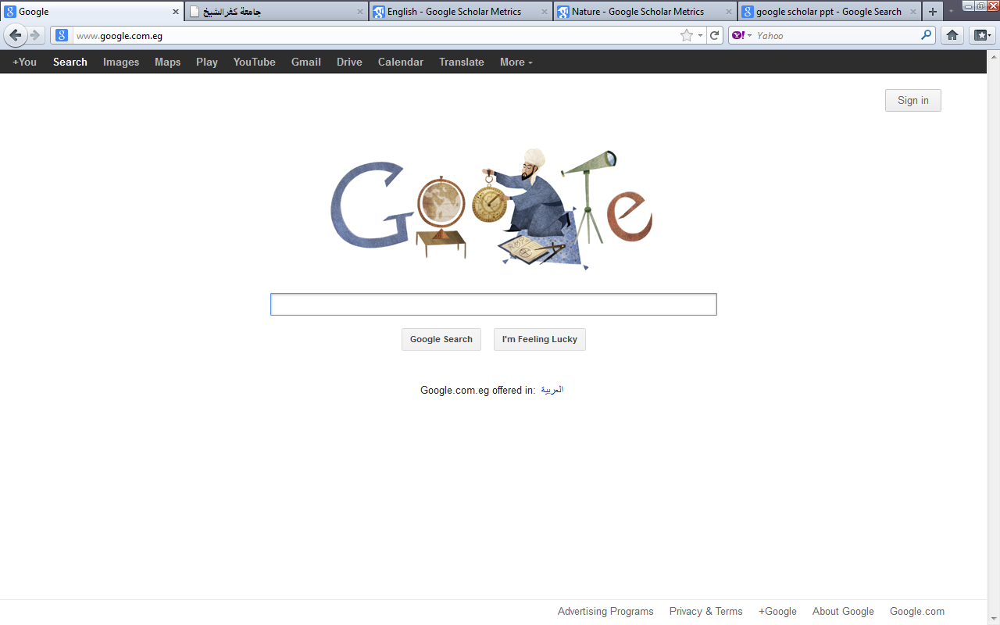 Google
جامعة كفرالشيخ
English - Google Scholar Metrics
Nature - Google Scholar Metrics
google scholar ppt - Google Search
www.google.com.eg
Yahoo
+You Search Images Maps Play YouTube Gmail Drive Calendar Translate More
Sign in
Google
Google Search
I'm Feeling Lucky
Google.com.eg offered in: العربية
Advertising Programs Privacy & Terms +Google About Google Google.com